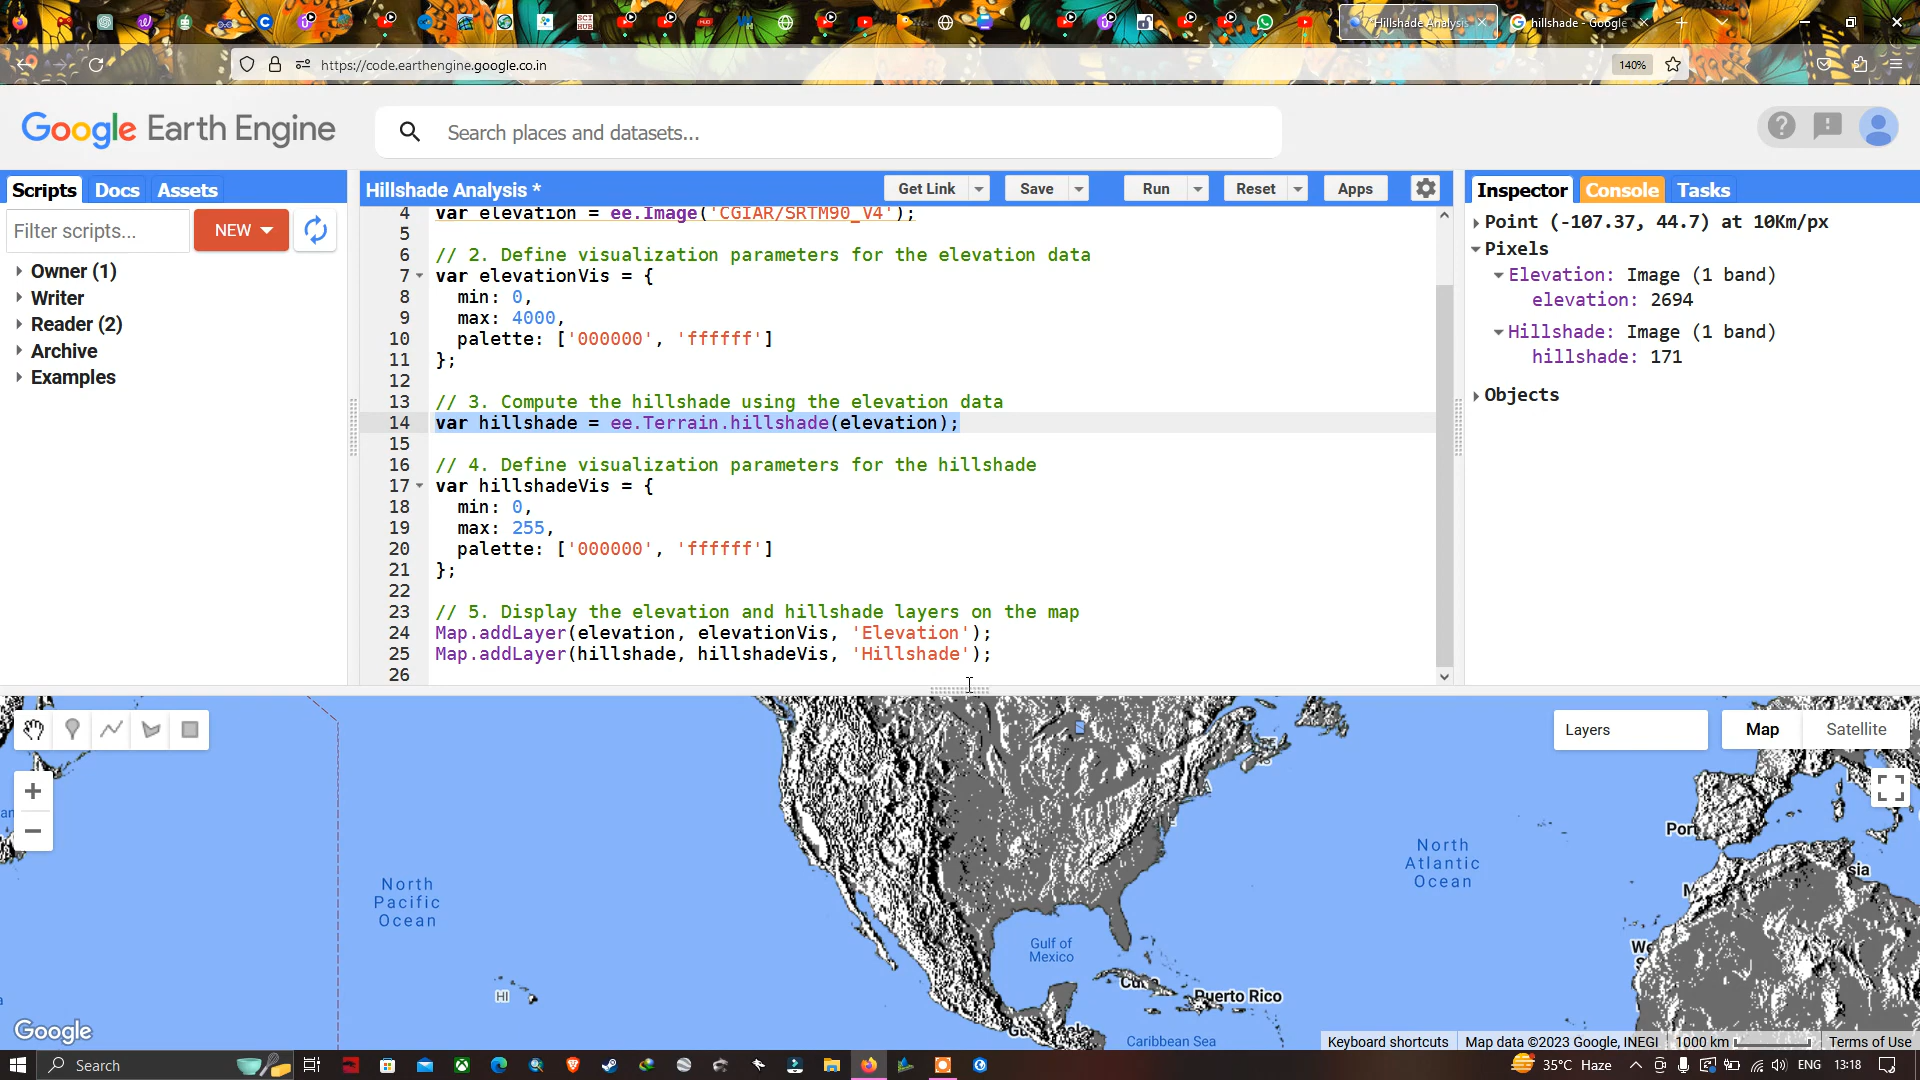 Hillshade Analysis
hillshade - Google
https://code.earthengine.google.co.in
140%
Google Earth Engine
Search places and datasets...
Scripts Docs Assets
Filter scripts...
NEW
Owner (1)
Writer
Reader (2)
Archive
Examples
Hillshade Analysis *
Get Link Save Run Reset Apps
4 var elevation = ee.Image('CGIAR/SRTM90_V4');
5
6 // 2. Define visualization parameters for the elevation data
7 var elevationVis = {
8 min: 0,
9 max: 4000,
10 palette: ['000000', 'ffffff']
11 };
12
13 // 3. Compute the hillshade using the elevation data
14 var hillshade = ee.Terrain.hillshade(elevation);
15
16 // 4. Define visualization parameters for the hillshade
17 var hillshadeVis = {
18 min: 0,
19 max: 255,
20 palette: ['000000', 'ffffff']
21 };
22
23 // 5. Display the elevation and hillshade layers on the map
24 Map.addLayer(elevation, elevationVis, 'Elevation');
25 Map.addLayer(hillshade, hillshadeVis, 'Hillshade');
26
Inspector Console Tasks
Point (-107.37, 44.7) at 10Km/px
Pixels
Elevation: Image (1 band)
elevation: 2694
Hillshade: Image (1 band)
hillshade: 171
Objects
Layers
Map Satellite
North
Pacific
Ocean
HI
Gulf of
Mexico
Puerto Rico
Caribbean Sea
North
Atlantic
Ocean
Google
Keyboard shortcuts
Map data ©2023 Google, INEGI
1000 km
Terms of Use
Search
35°C Haze
ENG
13:18